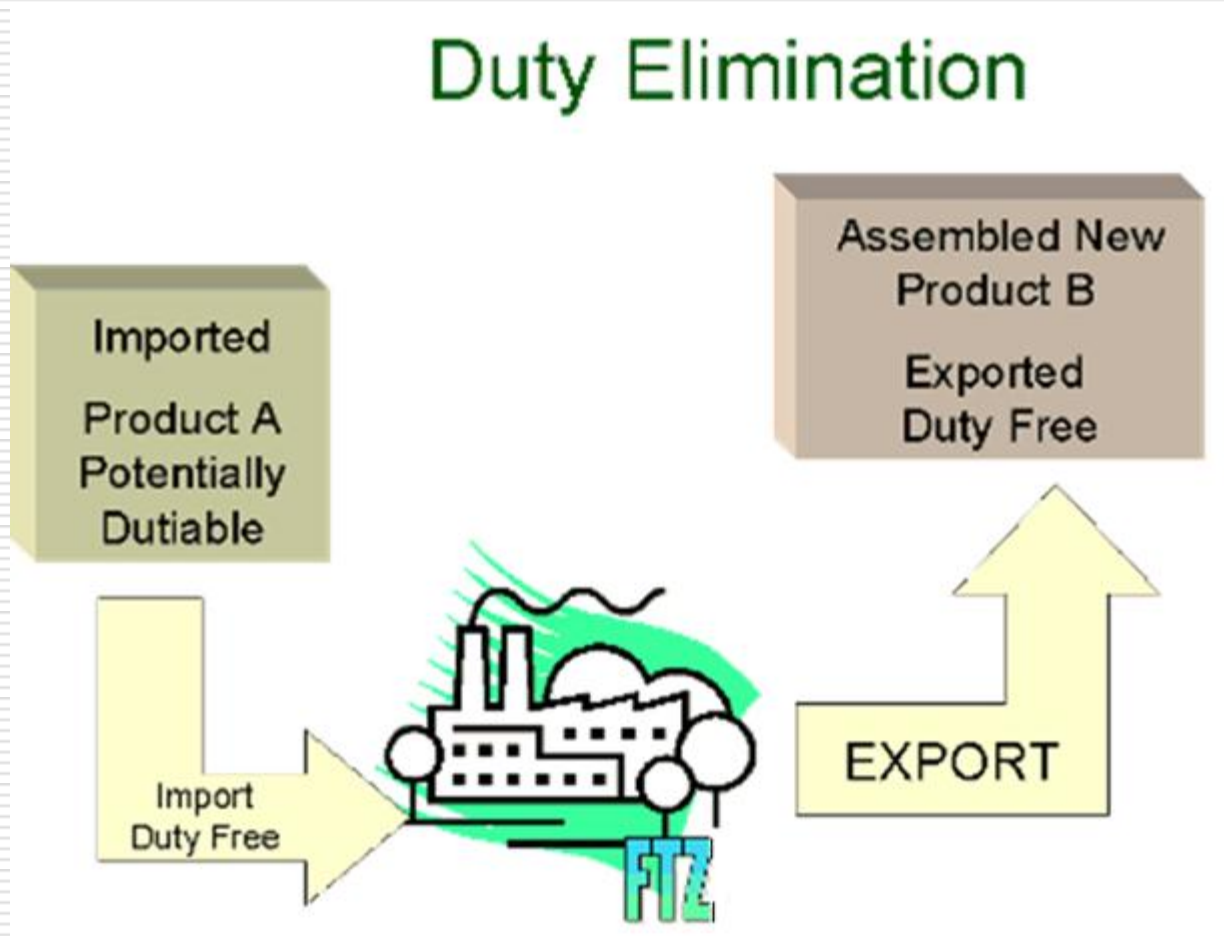 Duty Elimination
Imported
Product A
Potentially
Dutiable
Import
Duty Free
FTZ
EXPORT
Assembled New
Product B
Exported
Duty Free